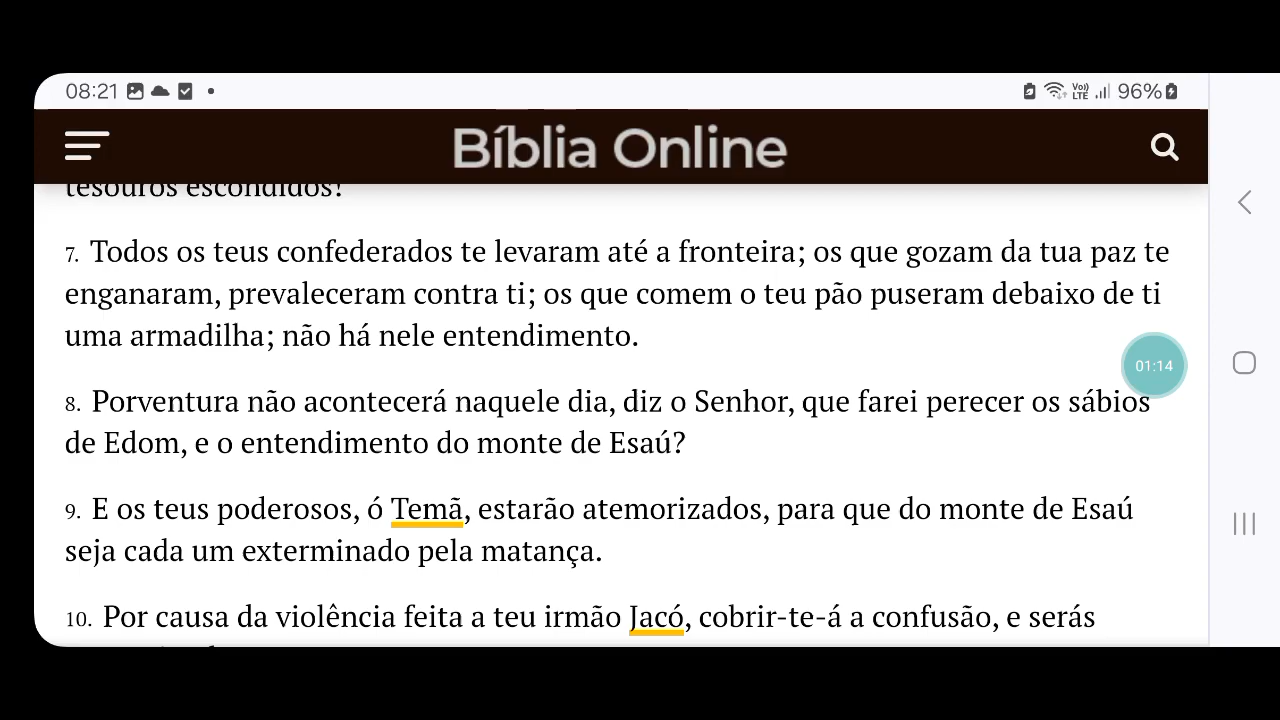 08:21
Vo)) LTE
96%
Bíblia Online
tesouros escondidos!
7. Todos os teus confederados te levaram até a fronteira; os que gozam da tua paz te
enganaram, prevaleceram contra ti; os que comem o teu pão puseram debaixo de ti
uma armadilha; não há nele entendimento.
01:14
8. Porventura não acontecerá naquele dia, diz o Senhor, que farei perecer os sábios
de Edom, e o entendimento do monte de Esaú?
9. E os teus poderosos, ó Temã, estarão atemorizados, para que do monte de Esaú
seja cada um exterminado pela matança.
10. Por causa da violência feita a teu irmão Jacó, cobrir-te-á a confusão, e serás